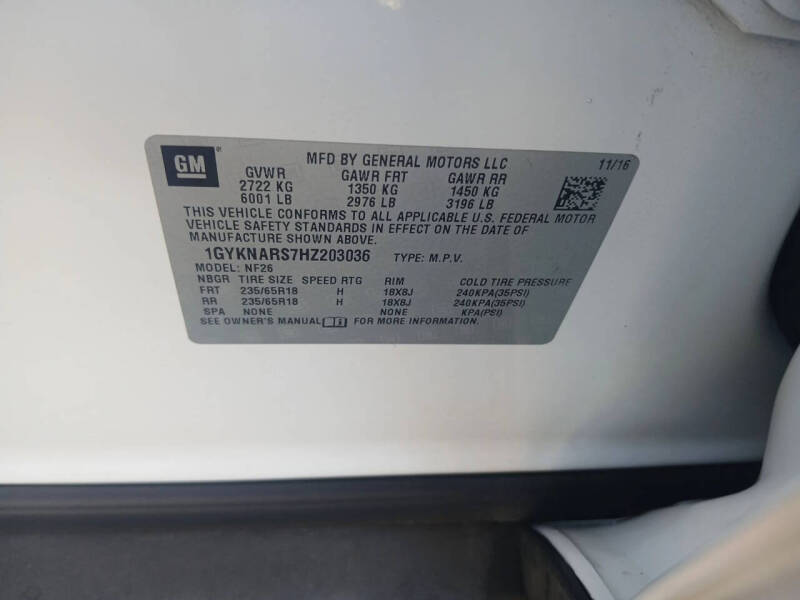 GM
MFD BY GENERAL MOTORS LLC
11/16
GVWR GAWR FRT GAWR RR
2722 KG 1350 KG 1450 KG
6001 LB 2976 LB 3196 LB
THIS VEHICLE CONFORMS TO ALL APPLICABLE U.S. FEDERAL MOTOR
VEHICLE SAFETY STANDARDS IN EFFECT ON THE DATE OF
MANUFACTURE SHOWN ABOVE.
1GYKNARS7HZ203036 TYPE: M.P.V.
MODEL: NF26
NBGR TIRE SIZE SPEED RTG RIM COLD TIRE PRESSURE
FRT 235/65R18 H 18X8J 240KPA(35PSI)
RR 235/65R18 H 18X8J 240KPA(35PSI)
SPA NONE NONE KPA(PSI)
SEE OWNER'S MANUAL FOR MORE INFORMATION.